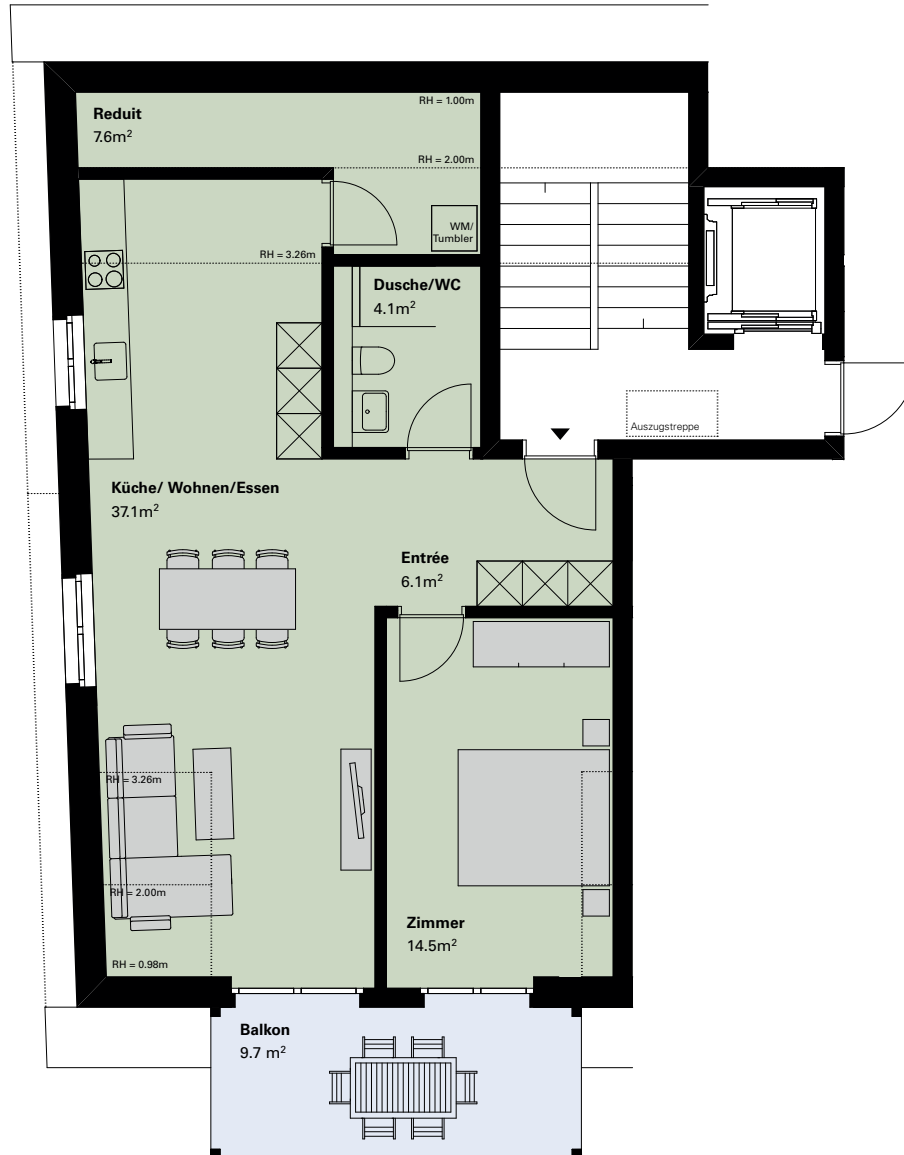 RH = 1.00m
Reduit
7.6m²
RH = 2.00m
WM/
Tumbler
RH = 3.26m
Dusche/WC
4.1m²
Auszugstreppe
Küche/ Wohnen/Essen
37.1m²
Entrée
6.1m²
RH = 3.26m
RH = 2.00m
Zimmer
14.5m²
RH = 0.98m
Balkon
9.7 m²